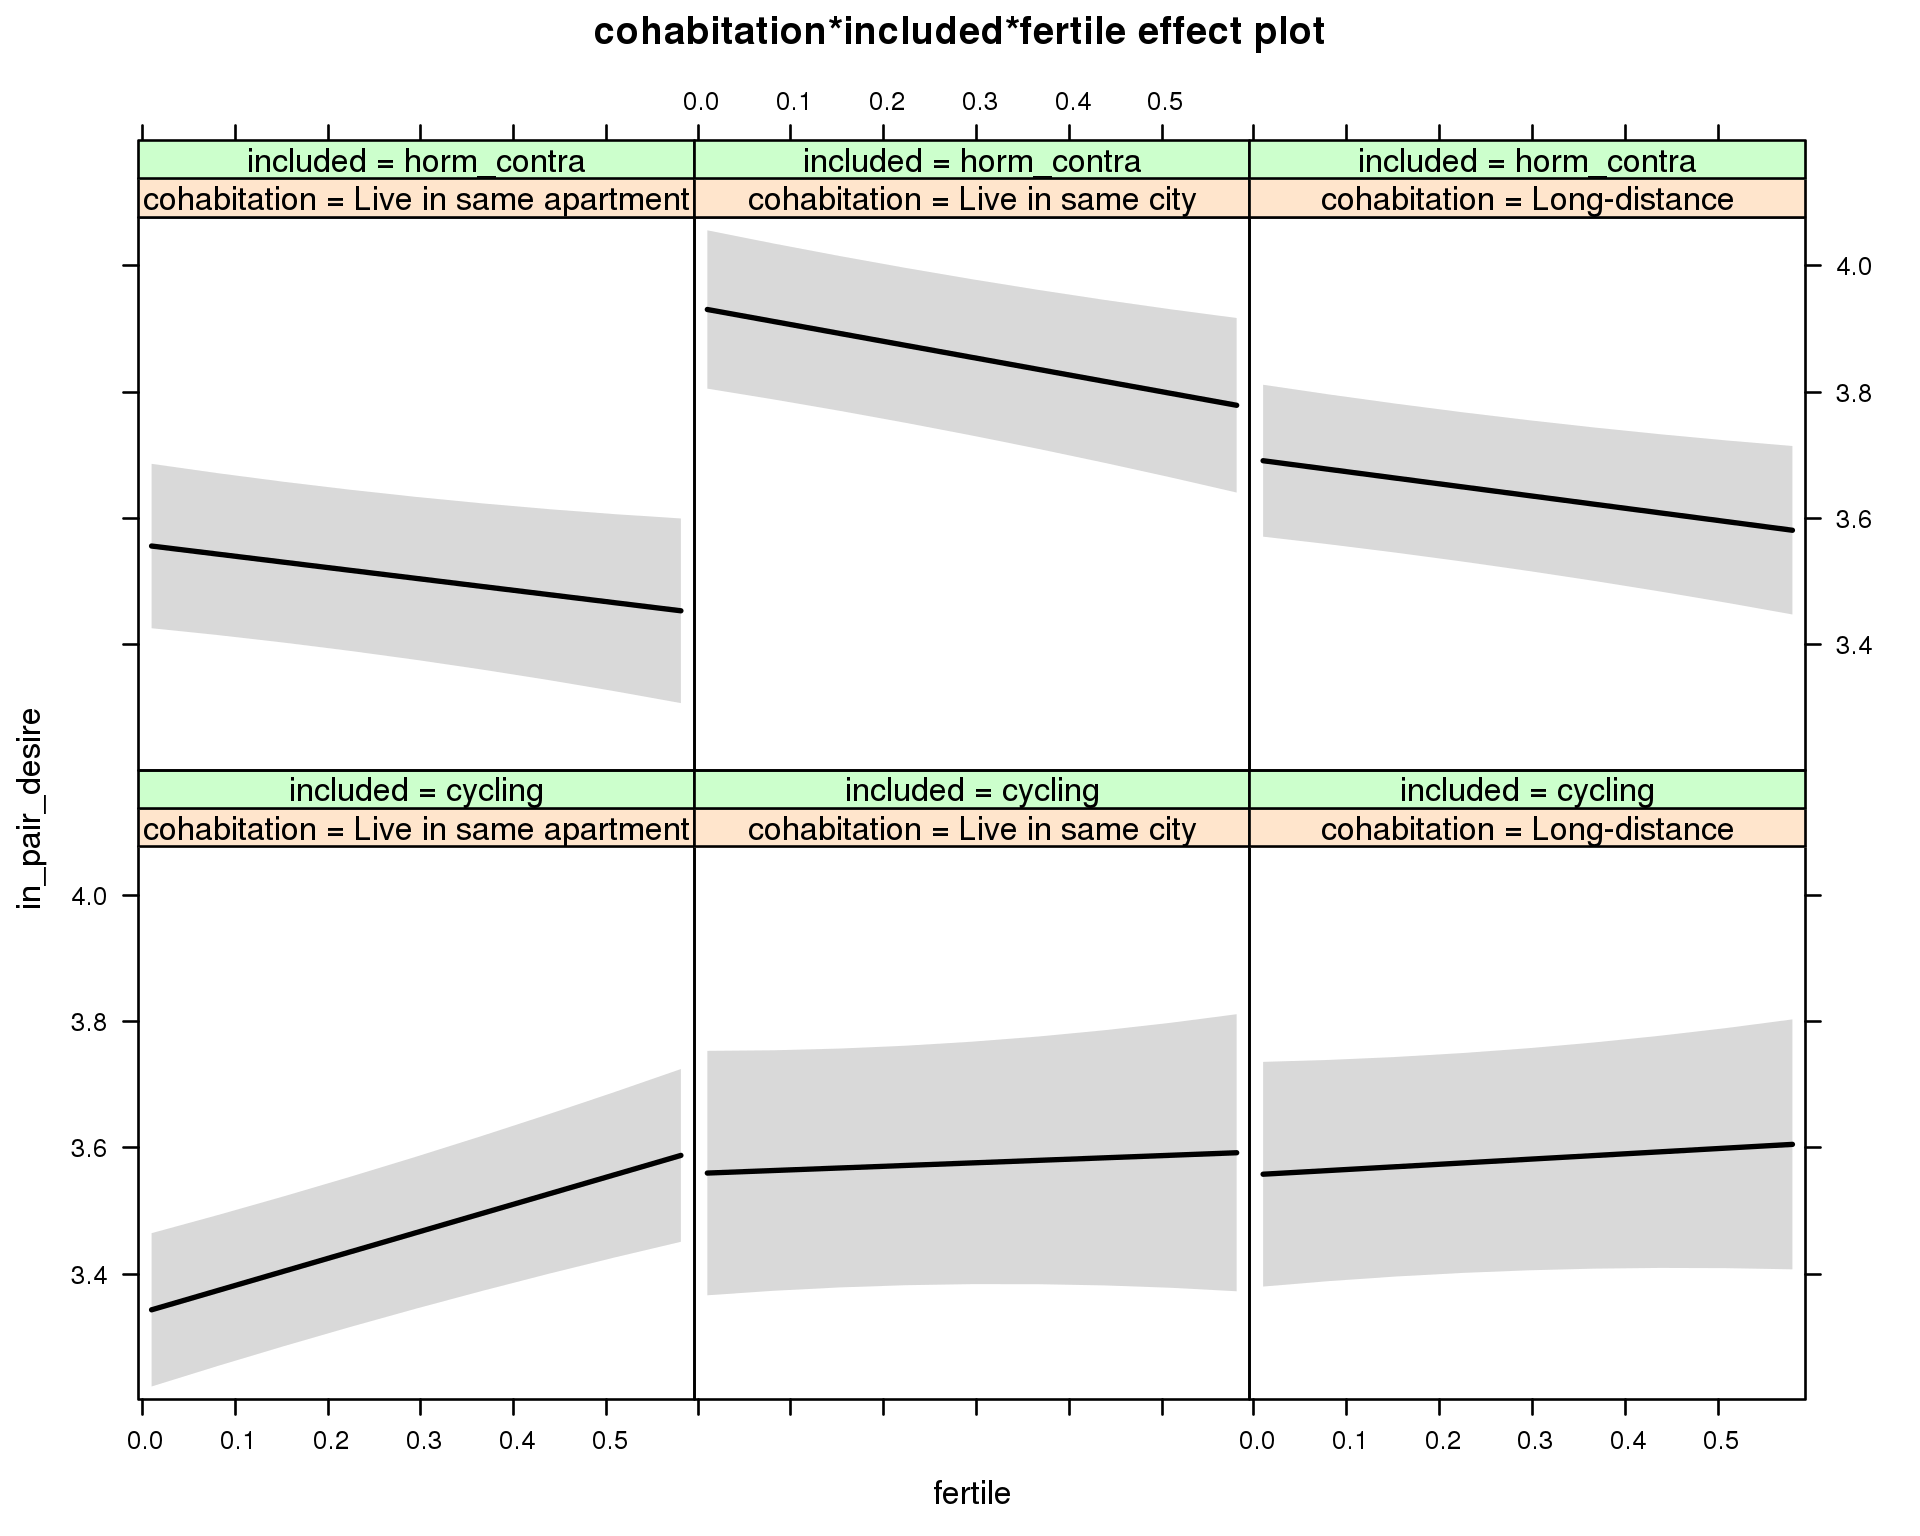 cohabitation*included*fertile effect plot
0.0 0.1 0.2 0.3 0.4 0.5
included = horm_contra included = horm_contra included = horm_contra
cohabitation = Live in same apartment cohabitation = Live in same city cohabitation = Long-distance
4.0
3.8
3.6
3.4
in_pair_desire
included = cycling included = cycling included = cycling
cohabitation = Live in same apartment cohabitation = Live in same city cohabitation = Long-distance
4.0
3.8
3.6
3.4
0.0 0.1 0.2 0.3 0.4 0.5 0.0 0.1 0.2 0.3 0.4 0.5
fertile